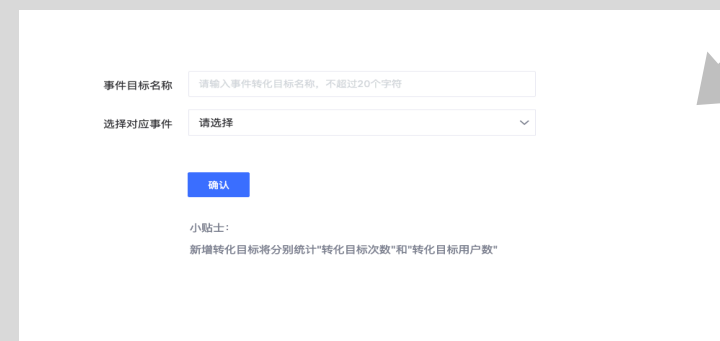 事件目标名称 请输入事件转化目标名称，不超过20个字符
选择对应事件 请选择
确认
小贴士：
新增转化目标将分别统计"转化目标次数"和"转化目标用户数"